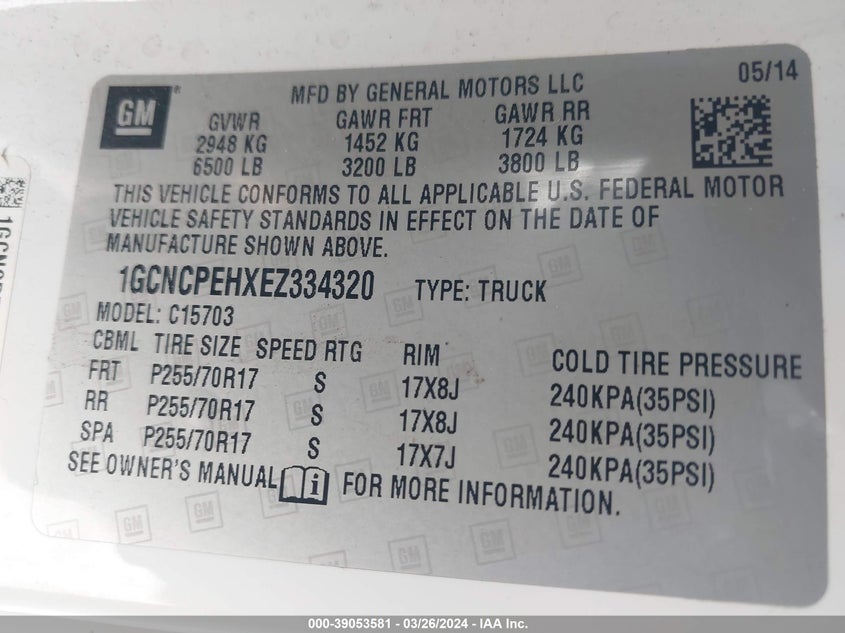 GM
MFD BY GENERAL MOTORS LLC
05/14
GVWR GAWR FRT GAWR RR
2948 KG 1452 KG 1724 KG
6500 LB 3200 LB 3800 LB
THIS VEHICLE CONFORMS TO ALL APPLICABLE U.S. FEDERAL MOTOR
VEHICLE SAFETY STANDARDS IN EFFECT ON THE DATE OF
MANUFACTURE SHOWN ABOVE.
1GCNCPEHXEZ334320 TYPE: TRUCK
MODEL: C15703
CBML TIRE SIZE SPEED RTG RIM COLD TIRE PRESSURE
FRT P255/70R17 S 17X8J 240KPA(35PSI)
RR P255/70R17 S 17X8J 240KPA(35PSI)
SPA P255/70R17 S 17X7J 240KPA(35PSI)
SEE OWNER'S MANUAL i FOR MORE INFORMATION.
000-39053581 - 03/26/2024 - IAA Inc.